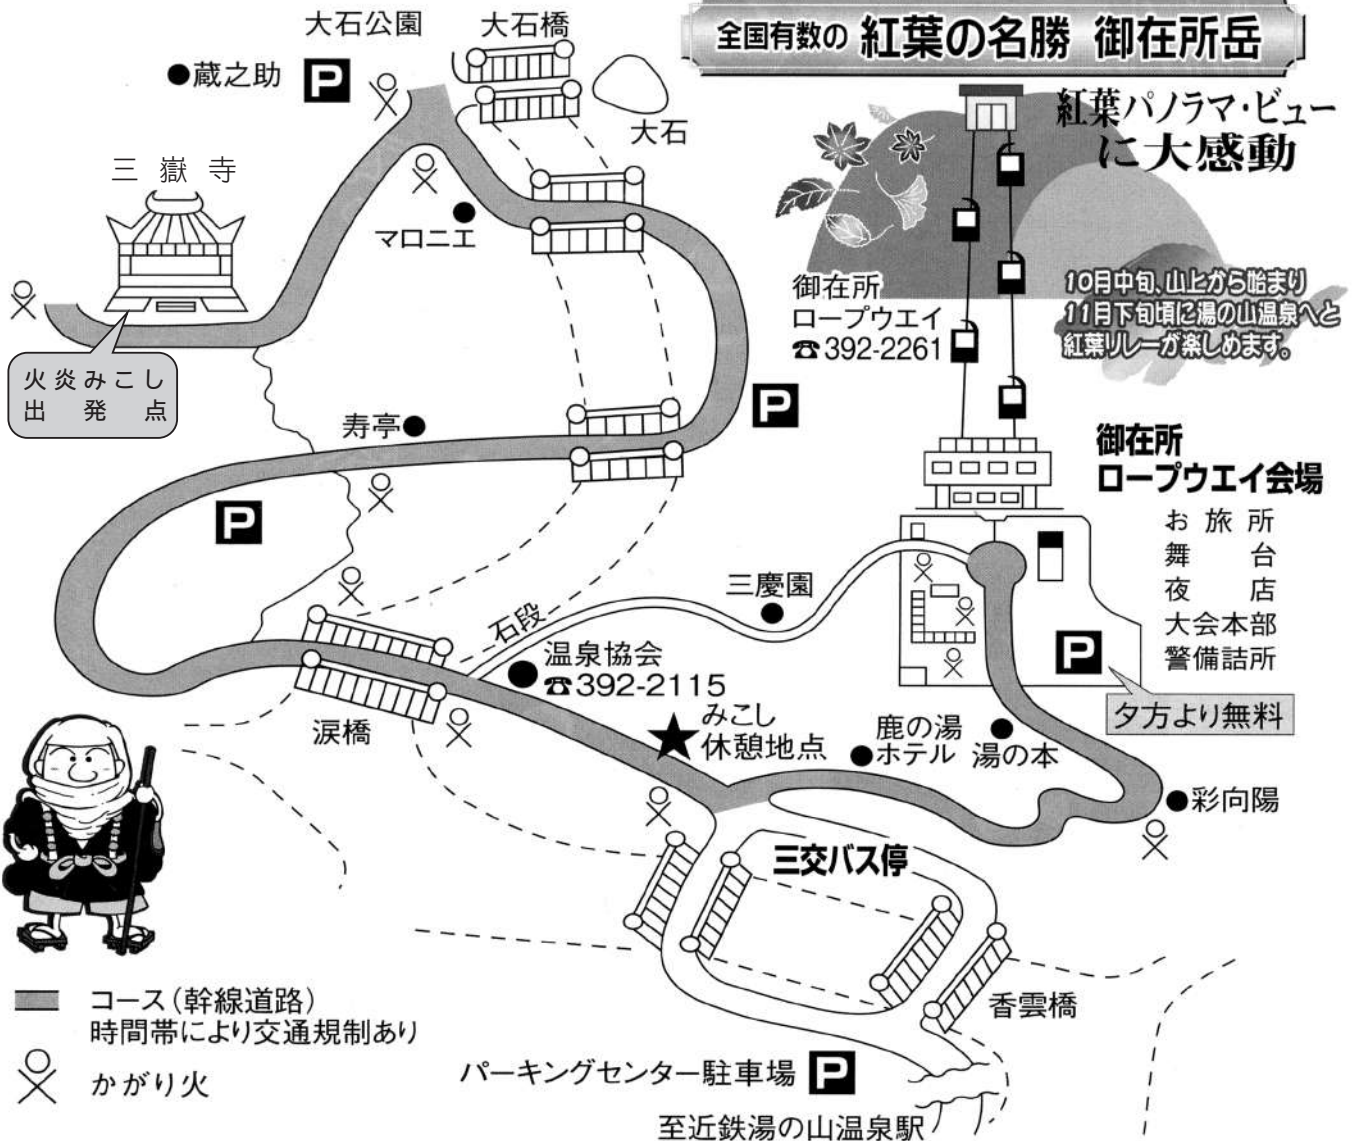 全国有数の 紅葉の名勝 御在所岳
紅葉パノラマ・ビュー
に大感動
大石公園
大石橋
●蔵之助
P
大石
三嶽寺
マロニエ
火炎みこし
出発点
御在所
ロープウエイ
☎392-2261
10月中旬、山上から始まり
11月下旬頃に湯の山温泉へと
紅葉リレーが楽しめます。
P
寿亭
P
御在所
ロープウエイ会場
お旅所
舞台
夜店
大会本部
警備詰所
三慶園
石段
温泉協会
☎392-2115
P
夕方より無料
涙橋
みこし
休憩地点
鹿の湯
ホテル
湯の本
彩向陽
三交バス停
香雲橋
コース(幹線道路)
時間帯により交通規制あり
かがり火
パーキングセンター駐車場 P
至近鉄湯の山温泉駅